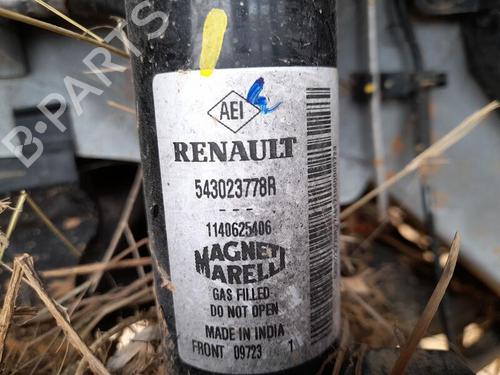 B-PARTS
AEI
RENAULT
543023778R
- - -
1140625406
MAGNETI
MARELLI
GAS FILLED
DO NOT OPEN
MADE IN INDIA
FRONT 09723 1